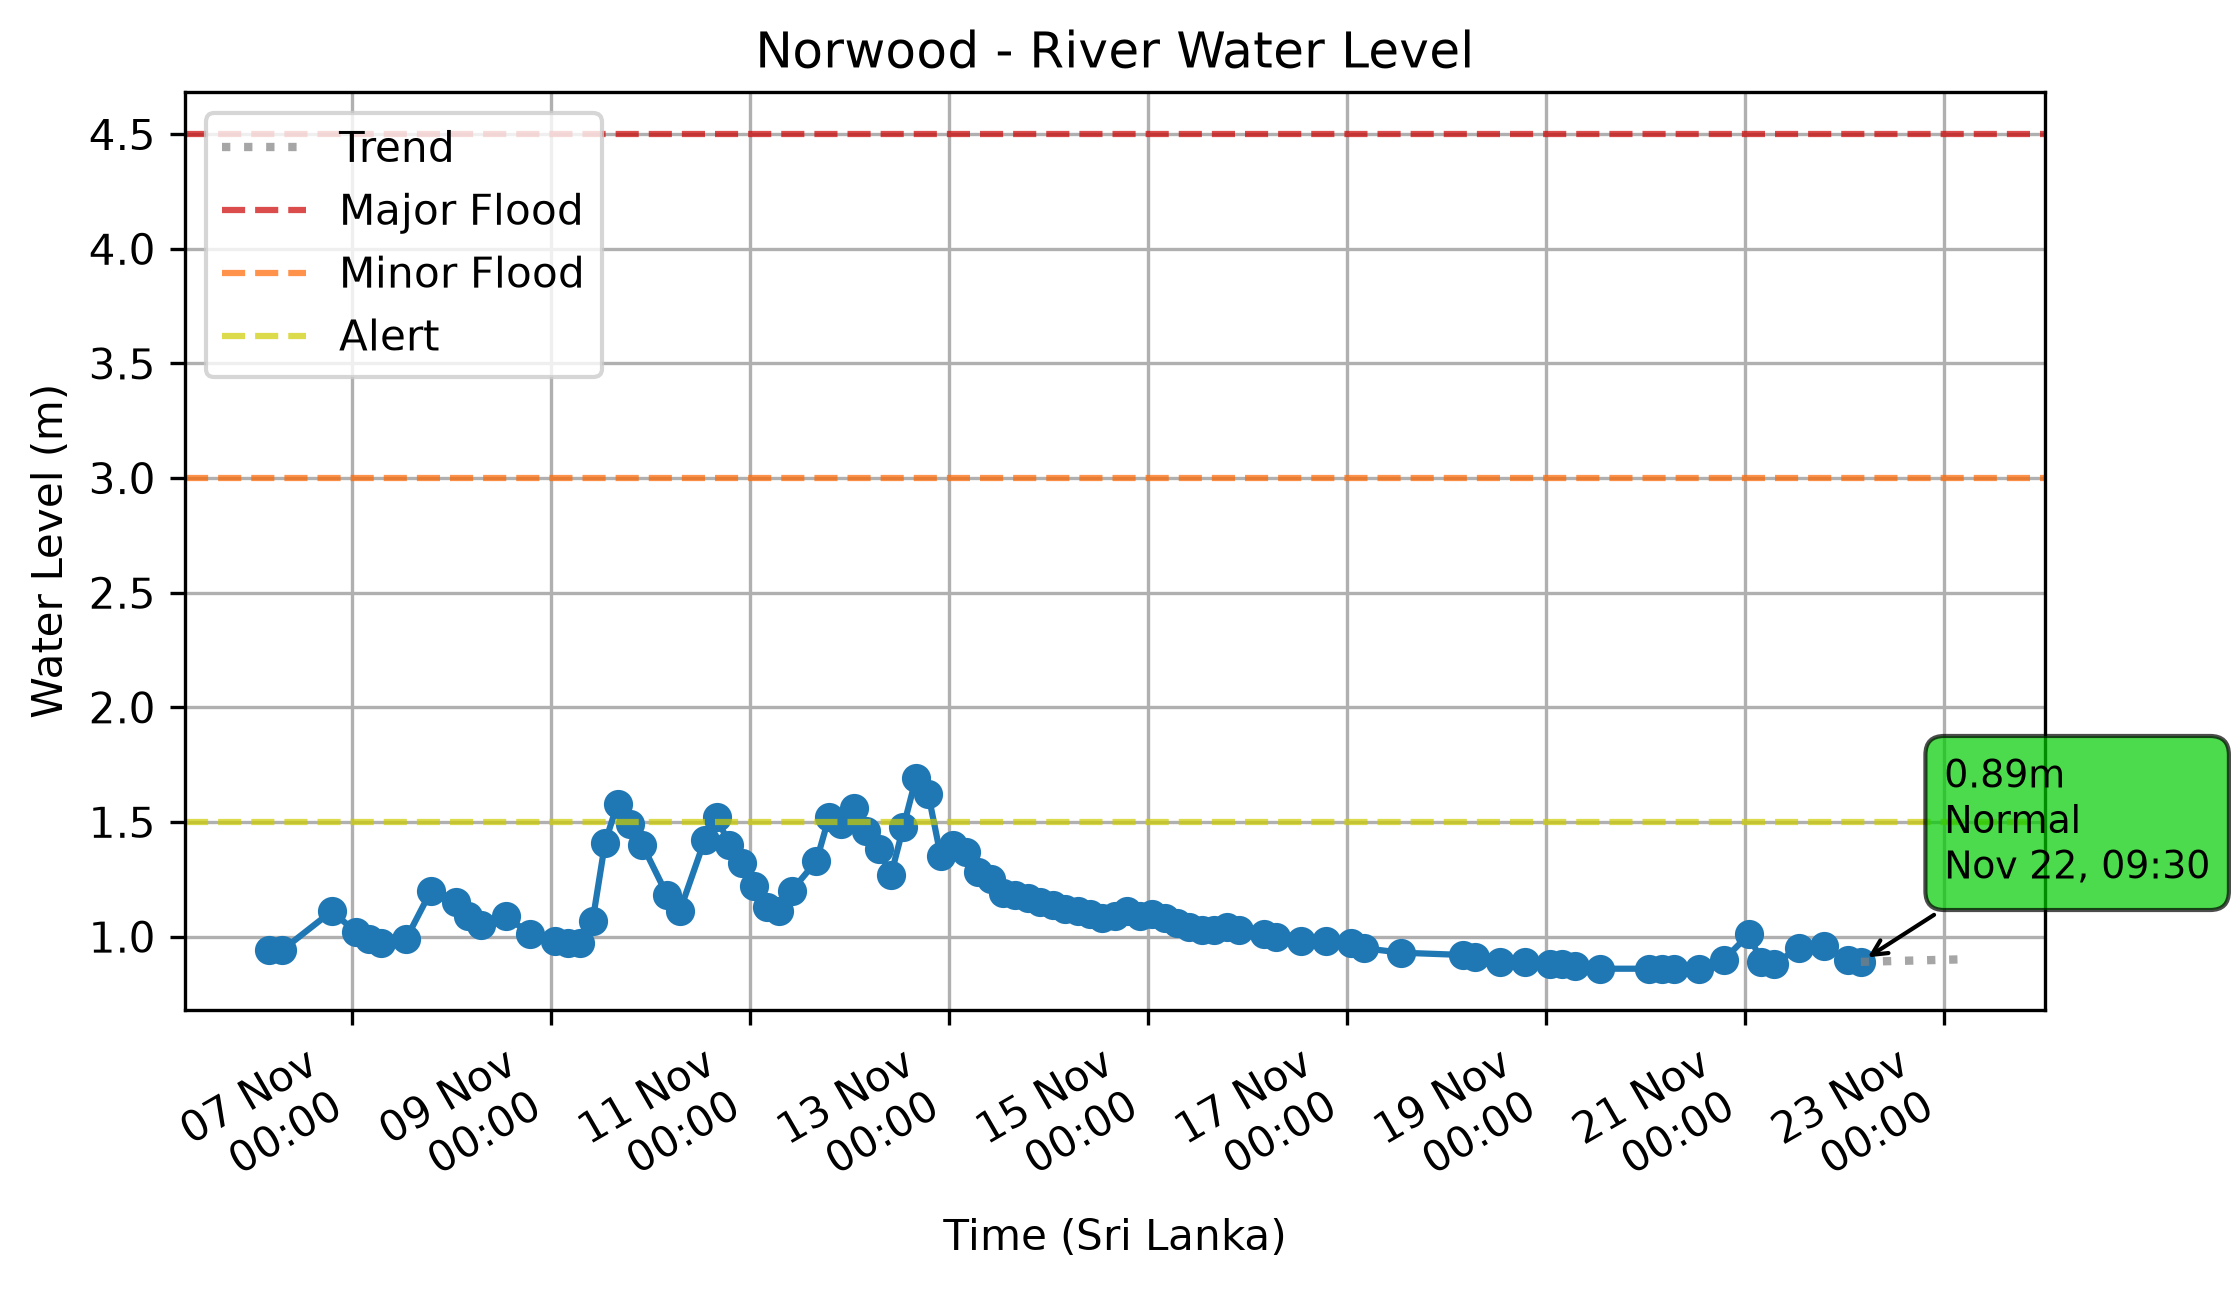 Norwood - River Water Level
Water Level (m)
4.5
4.0
3.5
3.0
2.5
2.0
1.5
1.0
Trend
Major Flood
Minor Flood
Alert
0.89m
Normal
Nov 22, 09:30
07 Nov
00:00
09 Nov
00:00
11 Nov
00:00
13 Nov
00:00
15 Nov
00:00
17 Nov
00:00
19 Nov
00:00
21 Nov
00:00
23 Nov
00:00
Time (Sri Lanka)